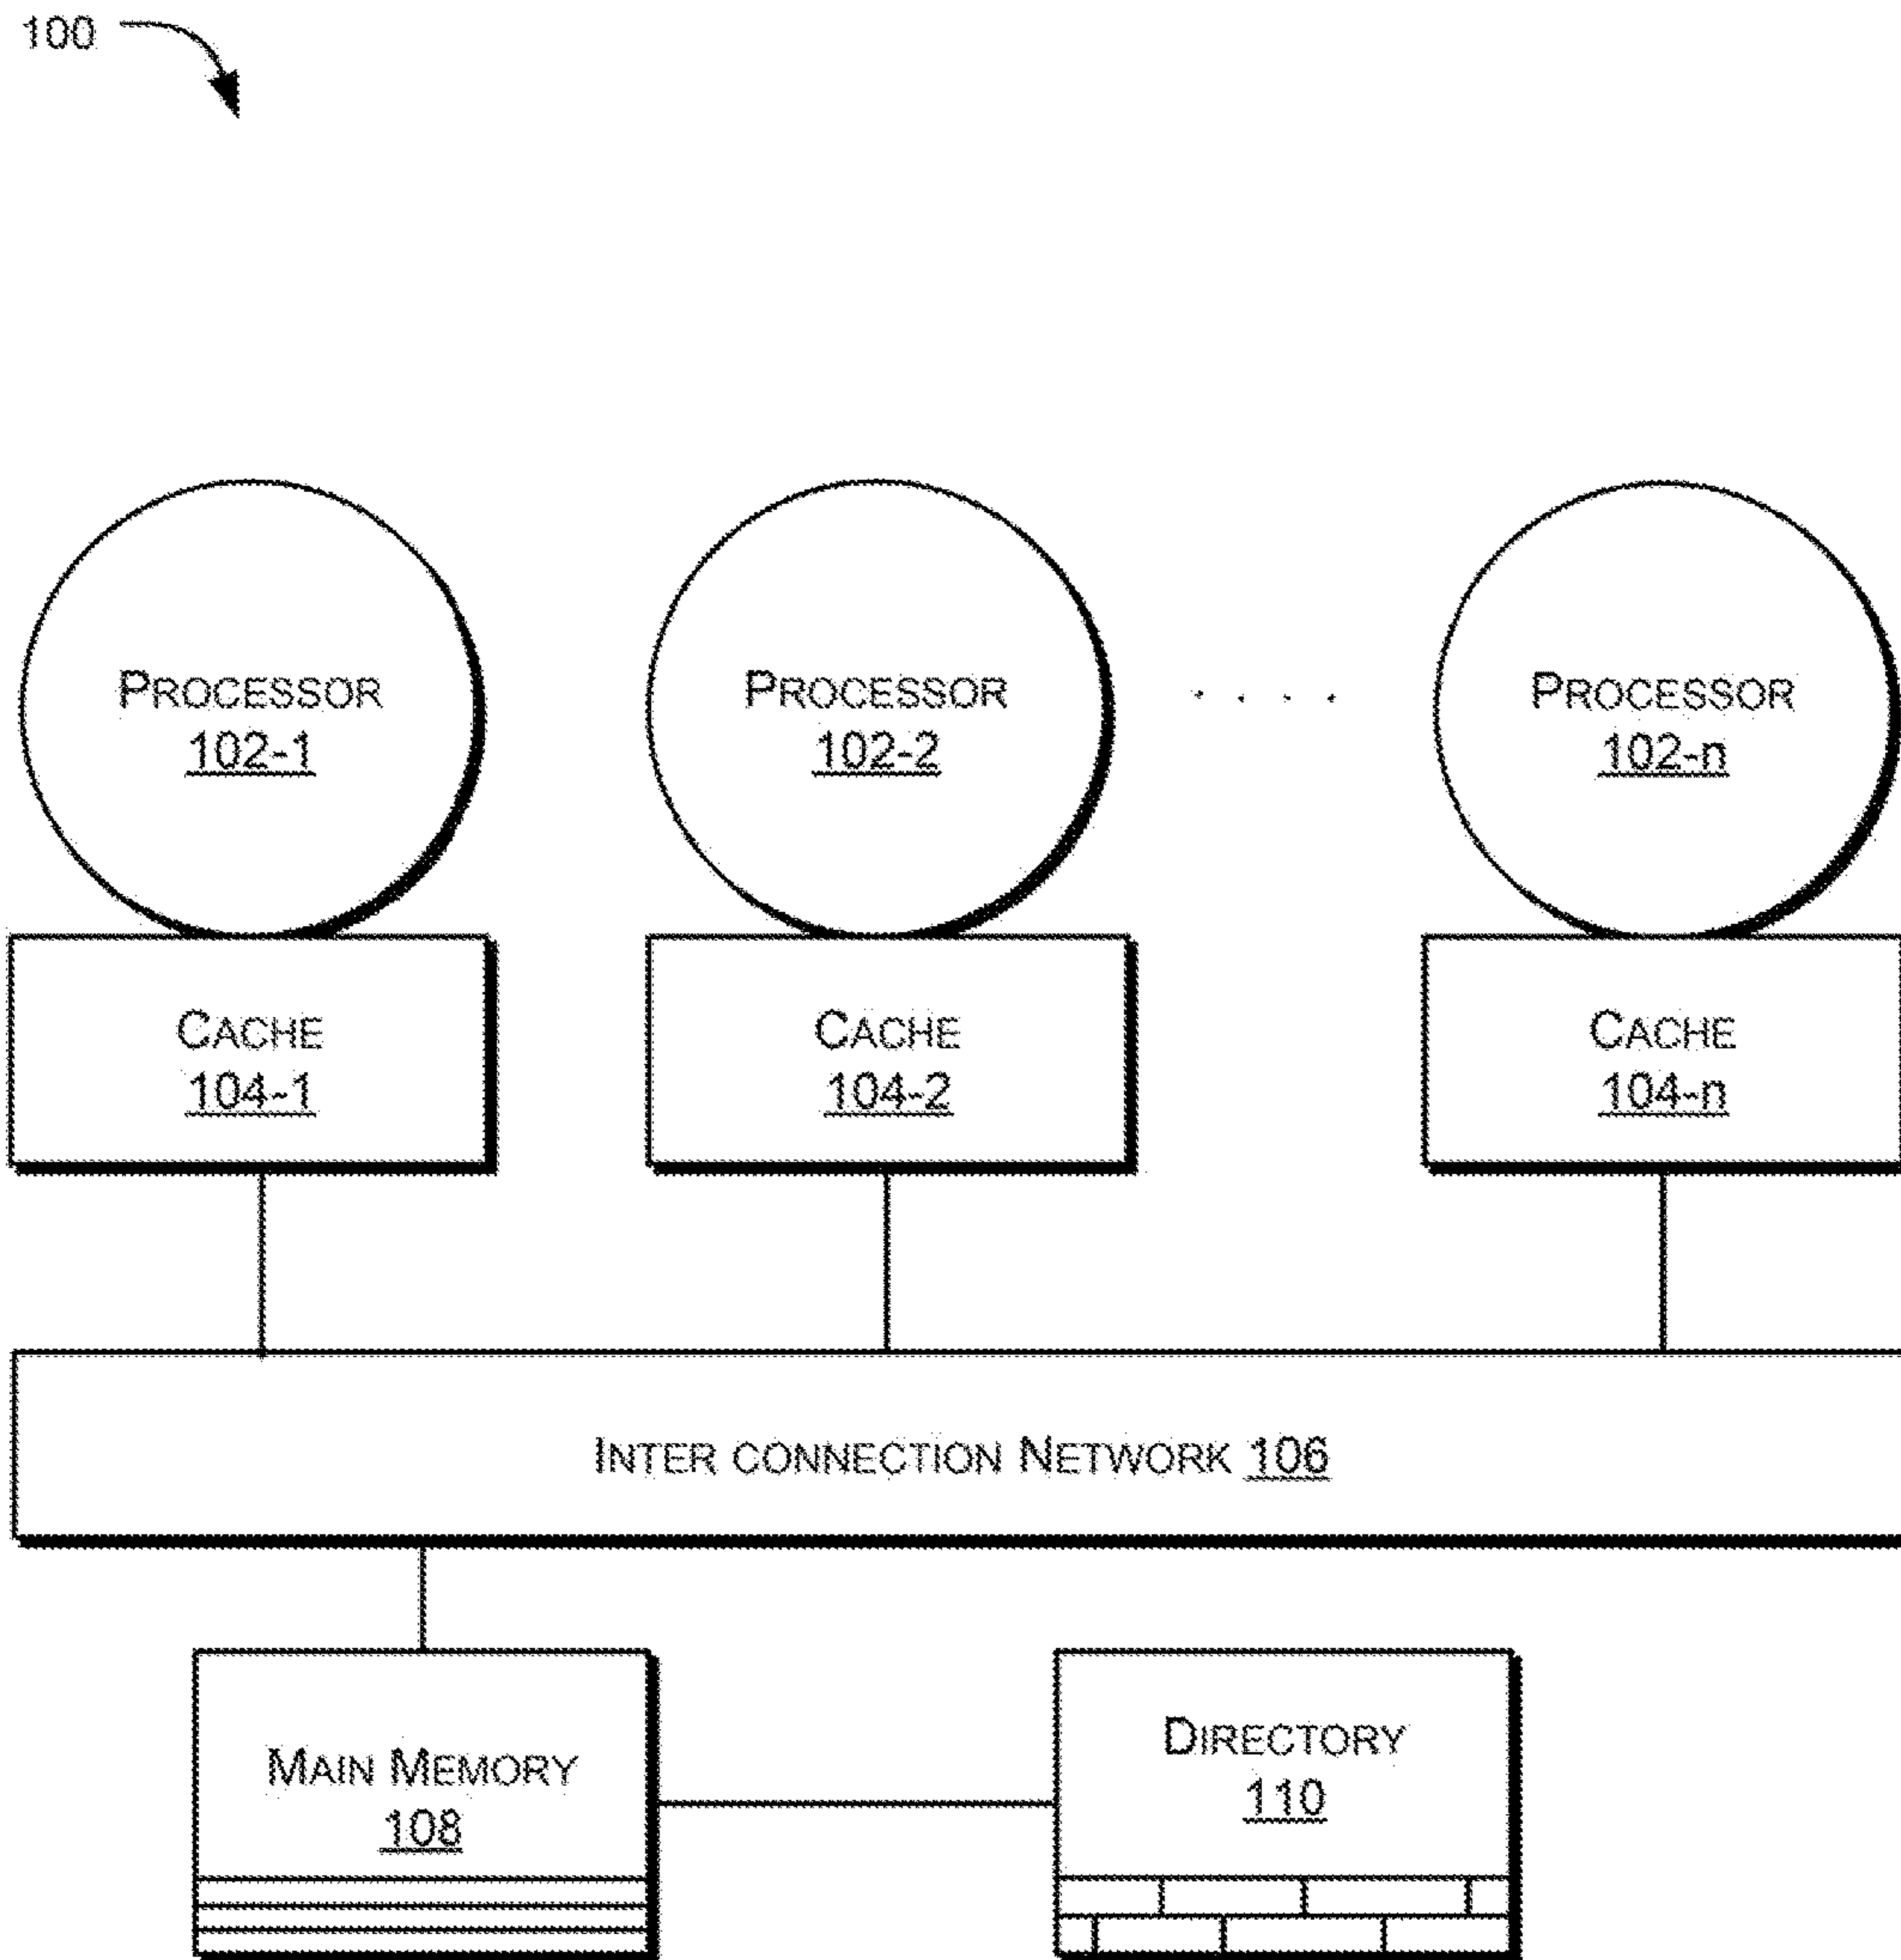 100
PROCESSOR
102-1
PROCESSOR
102-2
. . . .
PROCESSOR
102-n
CACHE
104-1
CACHE
104-2
CACHE
104-n
INTER CONNECTION NETWORK 106
MAIN MEMORY
108
DIRECTORY
110